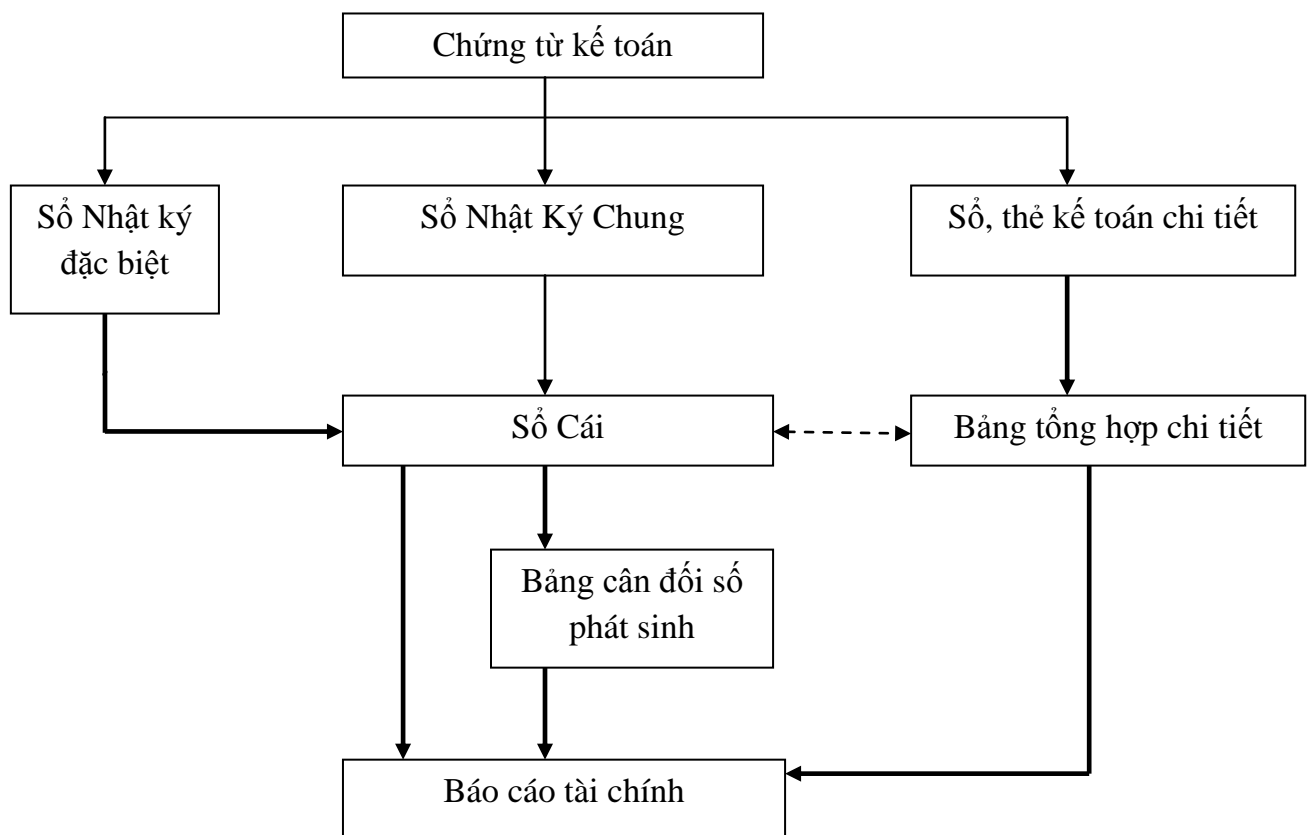 Chứng từ kế toán
Sổ Nhật ký
đặc biệt
Sổ Nhật Ký Chung
Sổ, thẻ kế toán chi tiết
Sổ Cái
Bảng tổng hợp chi tiết
Bảng cân đối số
phát sinh
Báo cáo tài chính